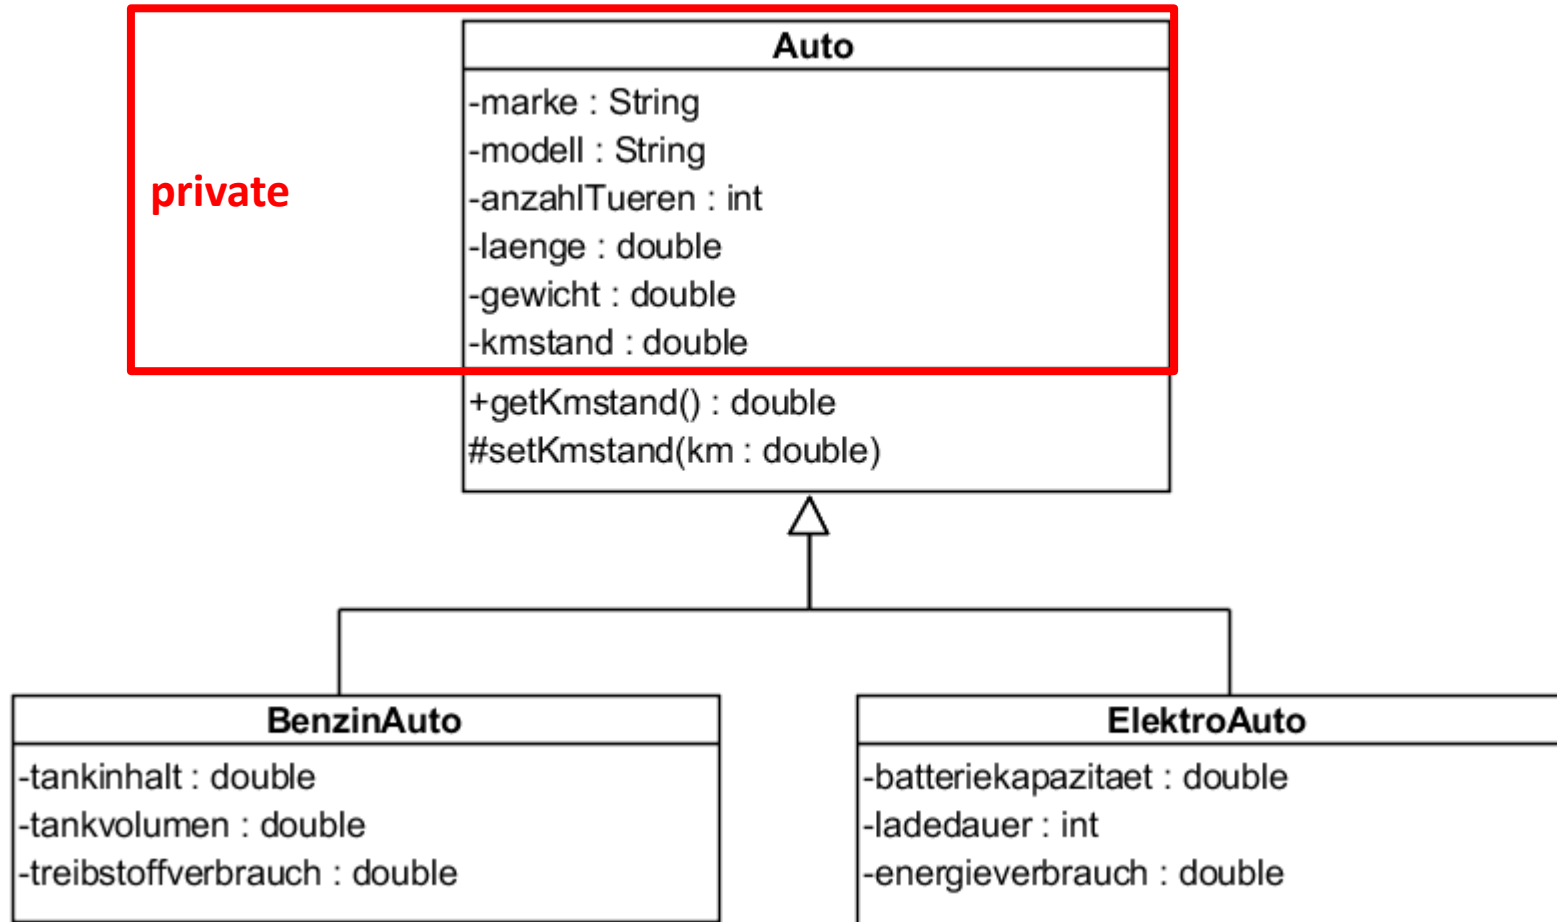 Auto
-marke : String
-modell : String
private
-anzahlTueren : int
-laenge : double
-gewicht : double
-kmstand : double
+getKmstand() : double
#setKmstand(km : double)
BenzinAuto
-tankinhalt : double
-tankvolumen : double
-treibstoffverbrauch : double
ElektroAuto
-batteriekapazitaet : double
-ladedauer : int
-energieverbrauch : double